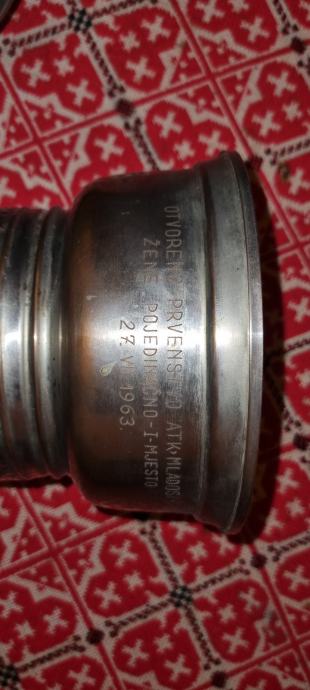 OTVORENO PRVENSTVO ATK›MLADOST
ŽENE POJEDINAČNO-I-MJESTO
27. VI 1963.